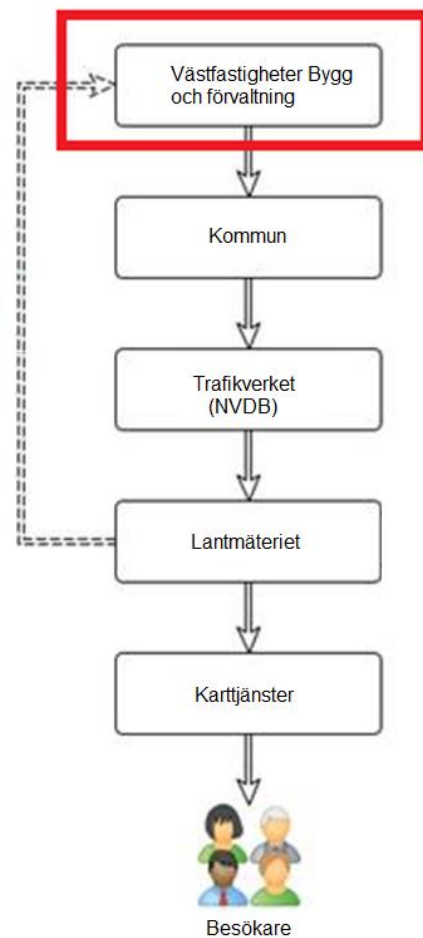 Västfastigheter Bygg
och förvaltning
Kommun
Trafikverket
(NVDB)
Lantmäteriet
Karttjänster
Besökare